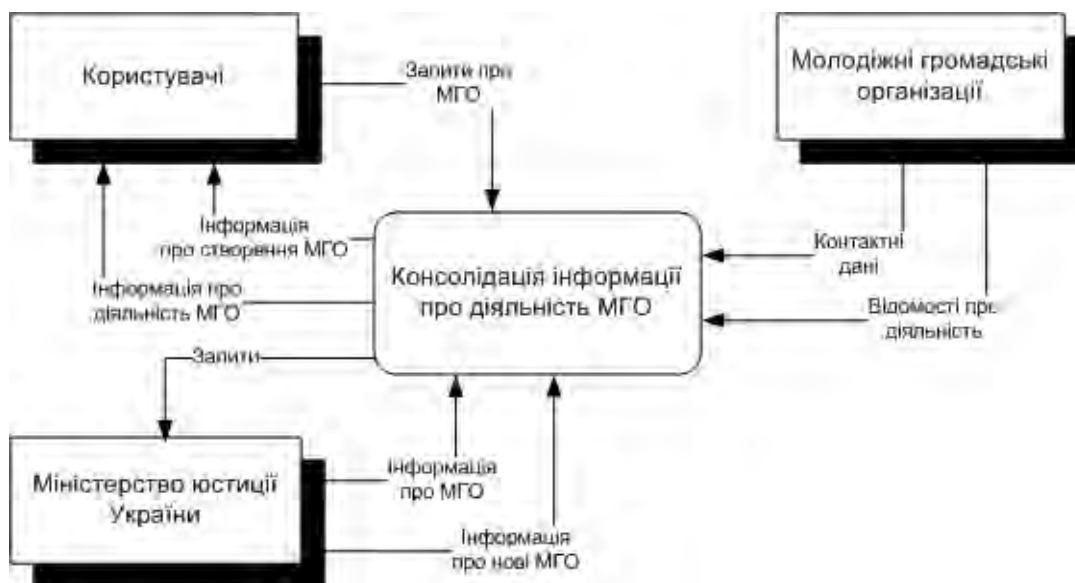 Користувачі
Запити про
МГО
Молодіжні громадські
організації
Інформація
про створення МГО
Контактні
дані
Консолідація інформації
про діяльність МГО
Інформація про
діяльність МГО
Відомості про
діяльність
Запити
Міністерство юстиції
України
Інформація
про МГО
Інформація
про нові МГО